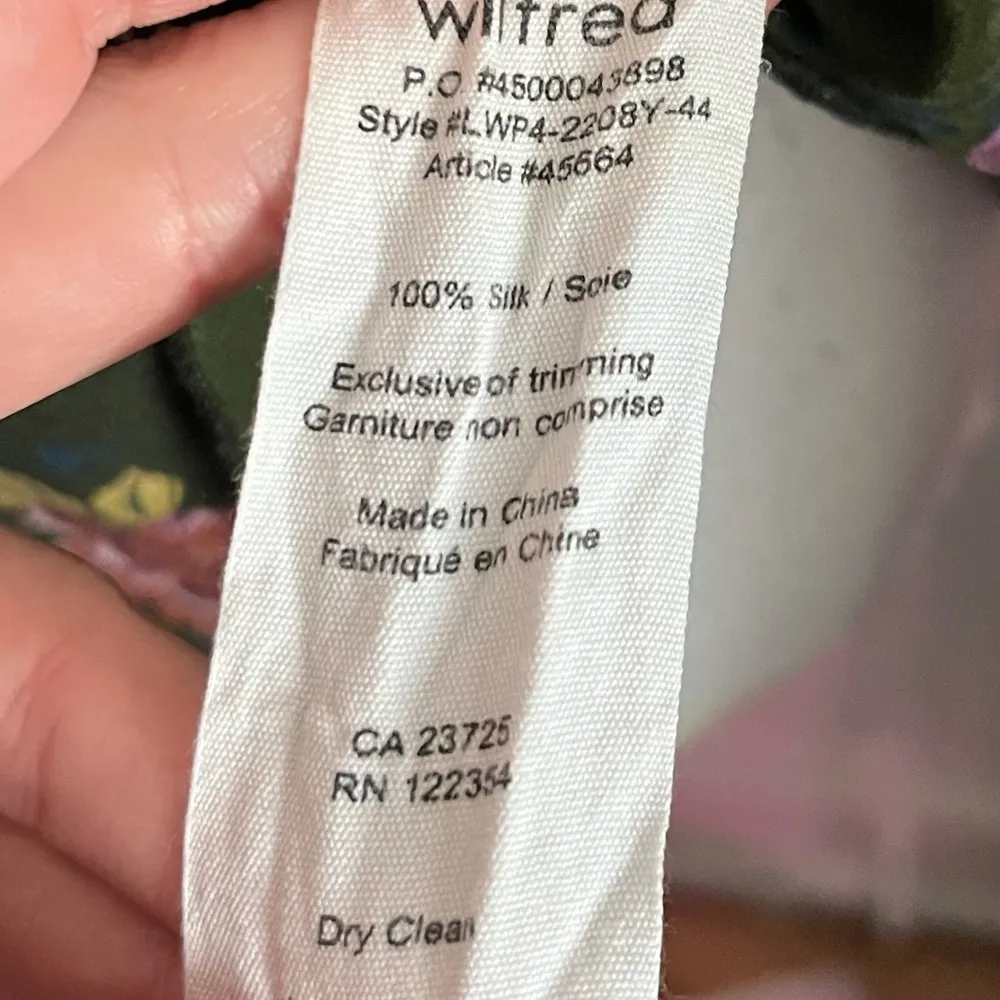 wilfred
P.O #4500043898
Style #LWP4-2208Y-44
Article #45664
100% Silk / Soie
Exclusive of trimming
Garniture non comprise
Made in China
Fabriqué en Chine
CA 23725
RN 122354
Dry Clean